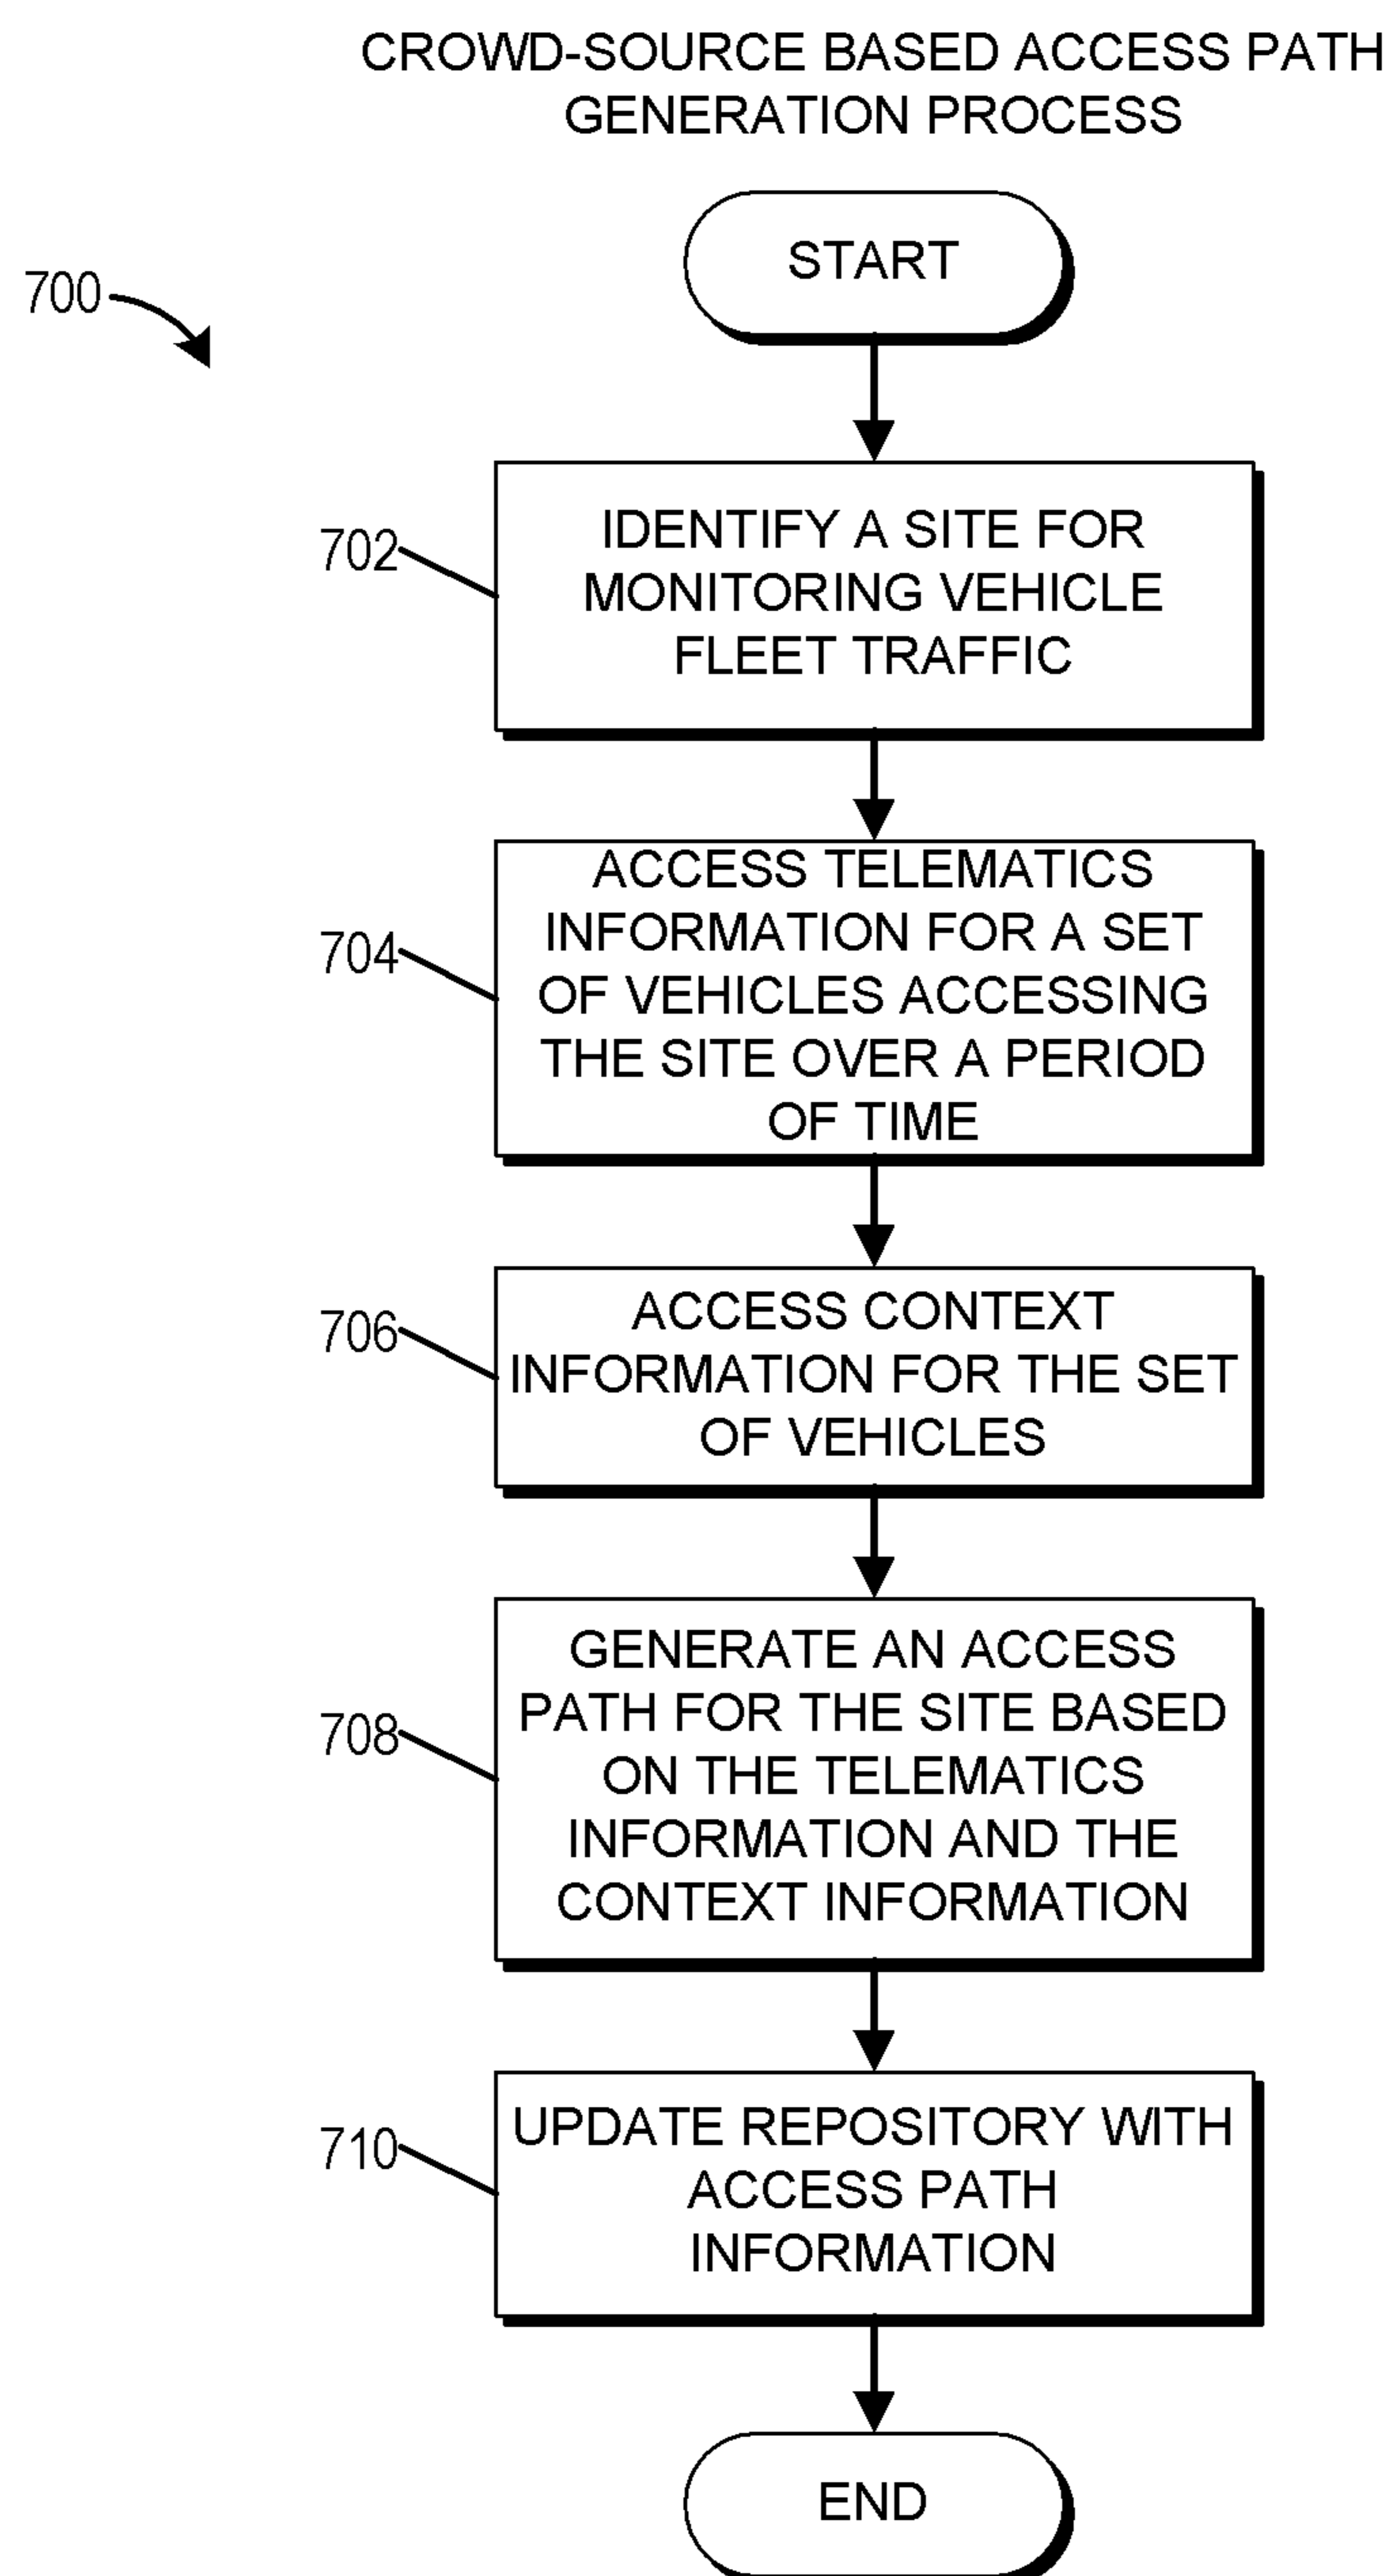 CROWD-SOURCE BASED ACCESS PATH
GENERATION PROCESS
START
700
702
IDENTIFY A SITE FOR
MONITORING VEHICLE
FLEET TRAFFIC
704
ACCESS TELEMATICS
INFORMATION FOR A SET
OF VEHICLES ACCESSING
THE SITE OVER A PERIOD
OF TIME
706
ACCESS CONTEXT
INFORMATION FOR THE SET
OF VEHICLES
708
GENERATE AN ACCESS
PATH FOR THE SITE BASED
ON THE TELEMATICS
INFORMATION AND THE
CONTEXT INFORMATION
710
UPDATE REPOSITORY WITH
ACCESS PATH
INFORMATION
END